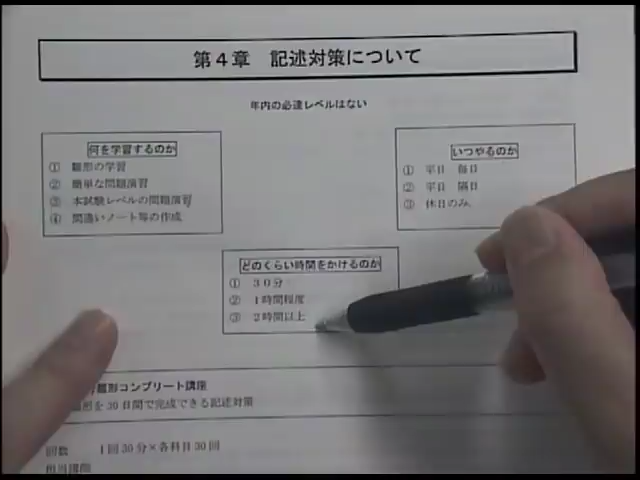 第４章　記述対策について
年内の必達レベルはない
何を学習するのか
① 雛形の学習
② 簡単な問題演習
③ 本試験レベルの問題演習
④ 間違いノート等の作成
いつやるのか
① 平日　毎日
② 平日　隔日
③ 休日のみ
どのくらい時間をかけるのか
① ３０分
② １時間程度
③ ２時間以上
雛形コンプリート講座
を30日間で完成できる記述対策
回数　１回30分×各科目30回
担当講師